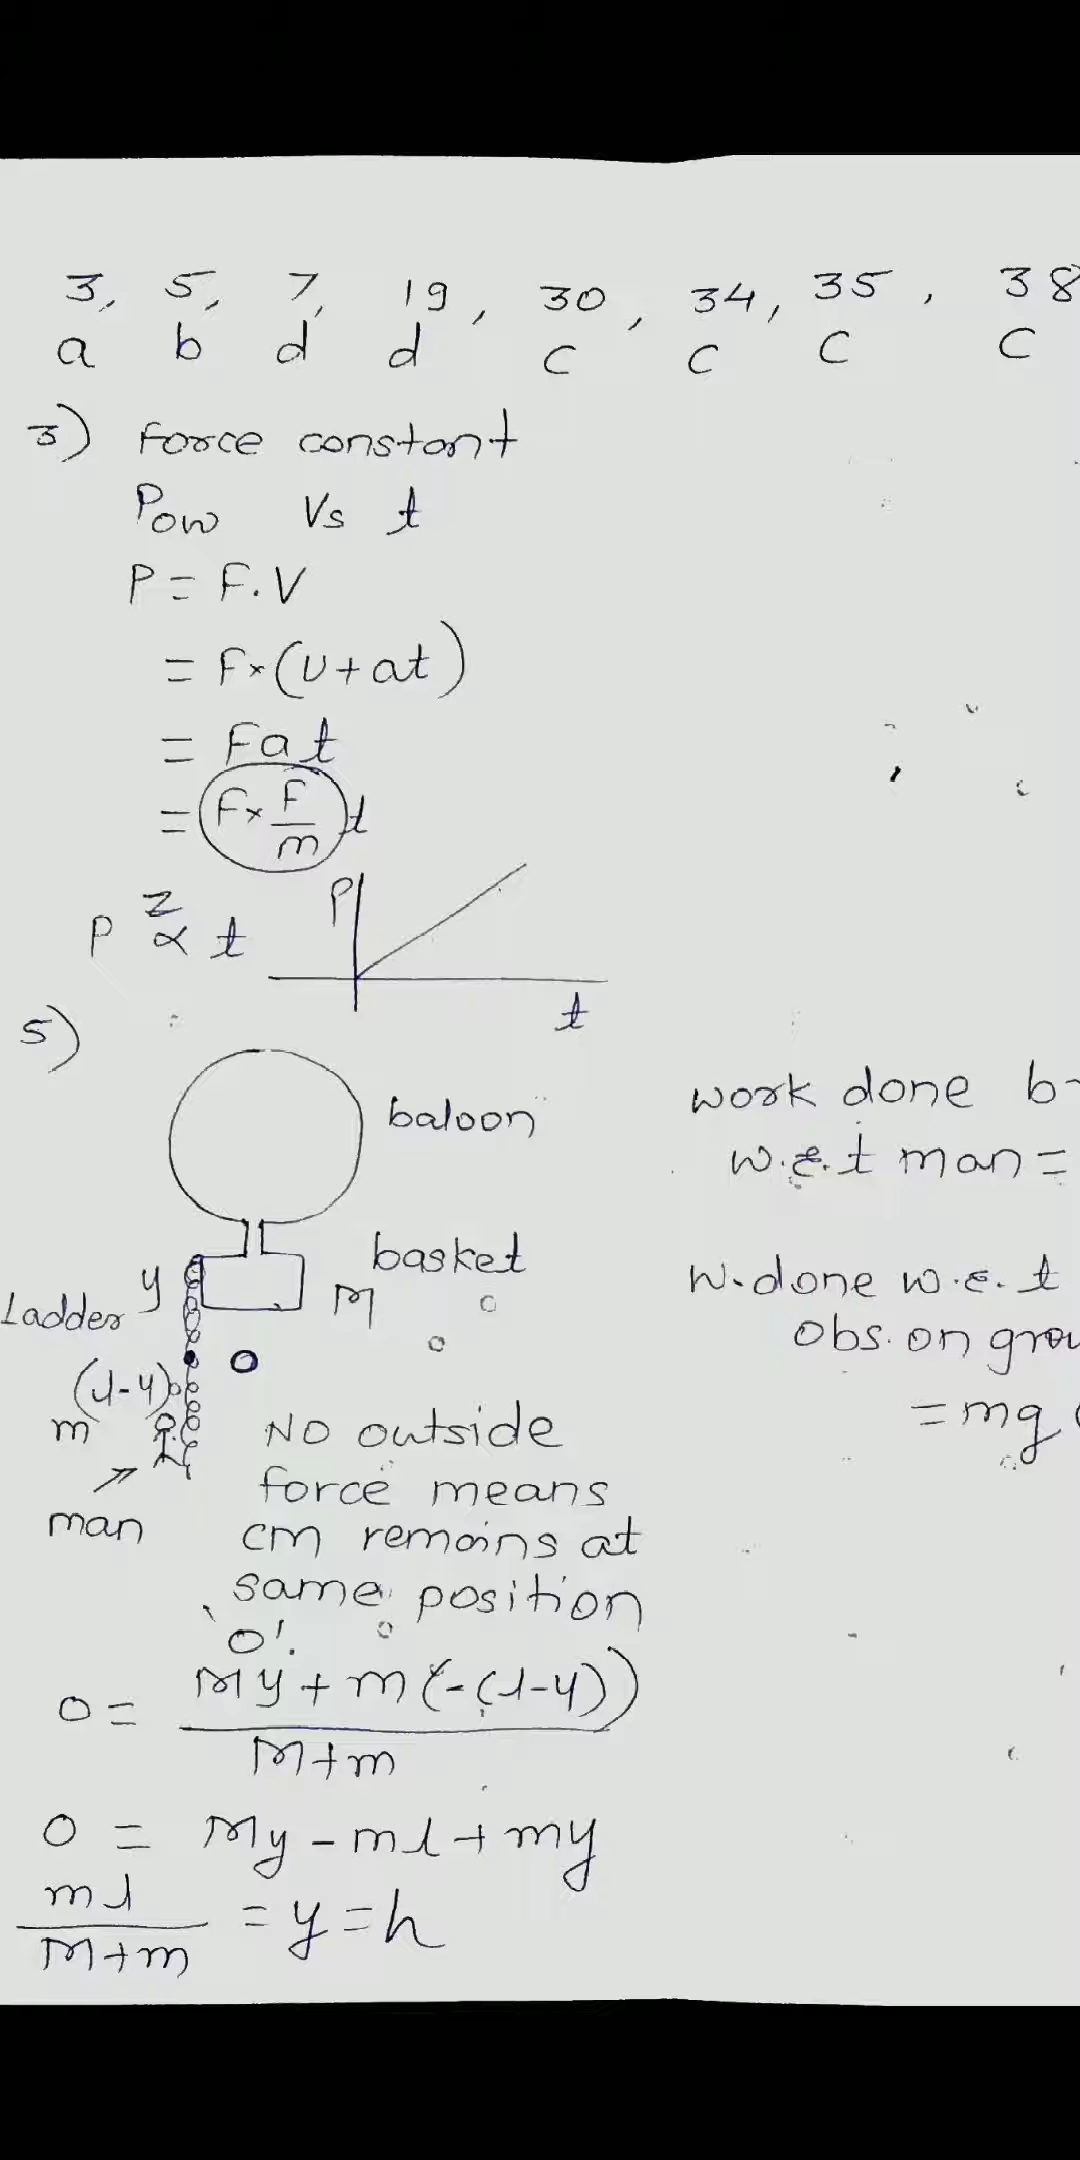 3, 5, 7, 19, 30, 34, 35, 38
a b d d c c c c
3) Force constant
Pow Vs t
P = F.V
= F×(U+at)
= Fat
= F× F/m t
P ∝ t
P
t
5)
baloon
basket
M
y
Ladder
(l-y)
m
man
O
NO outside
force means
CM remains at
same position
'O'.
O = My + m(-(l-y)) / M+m
O = My - ml + my
ml / M+m = y = h
work done
w.r.t man =
W.done w.r.t
Obs. on
= mg